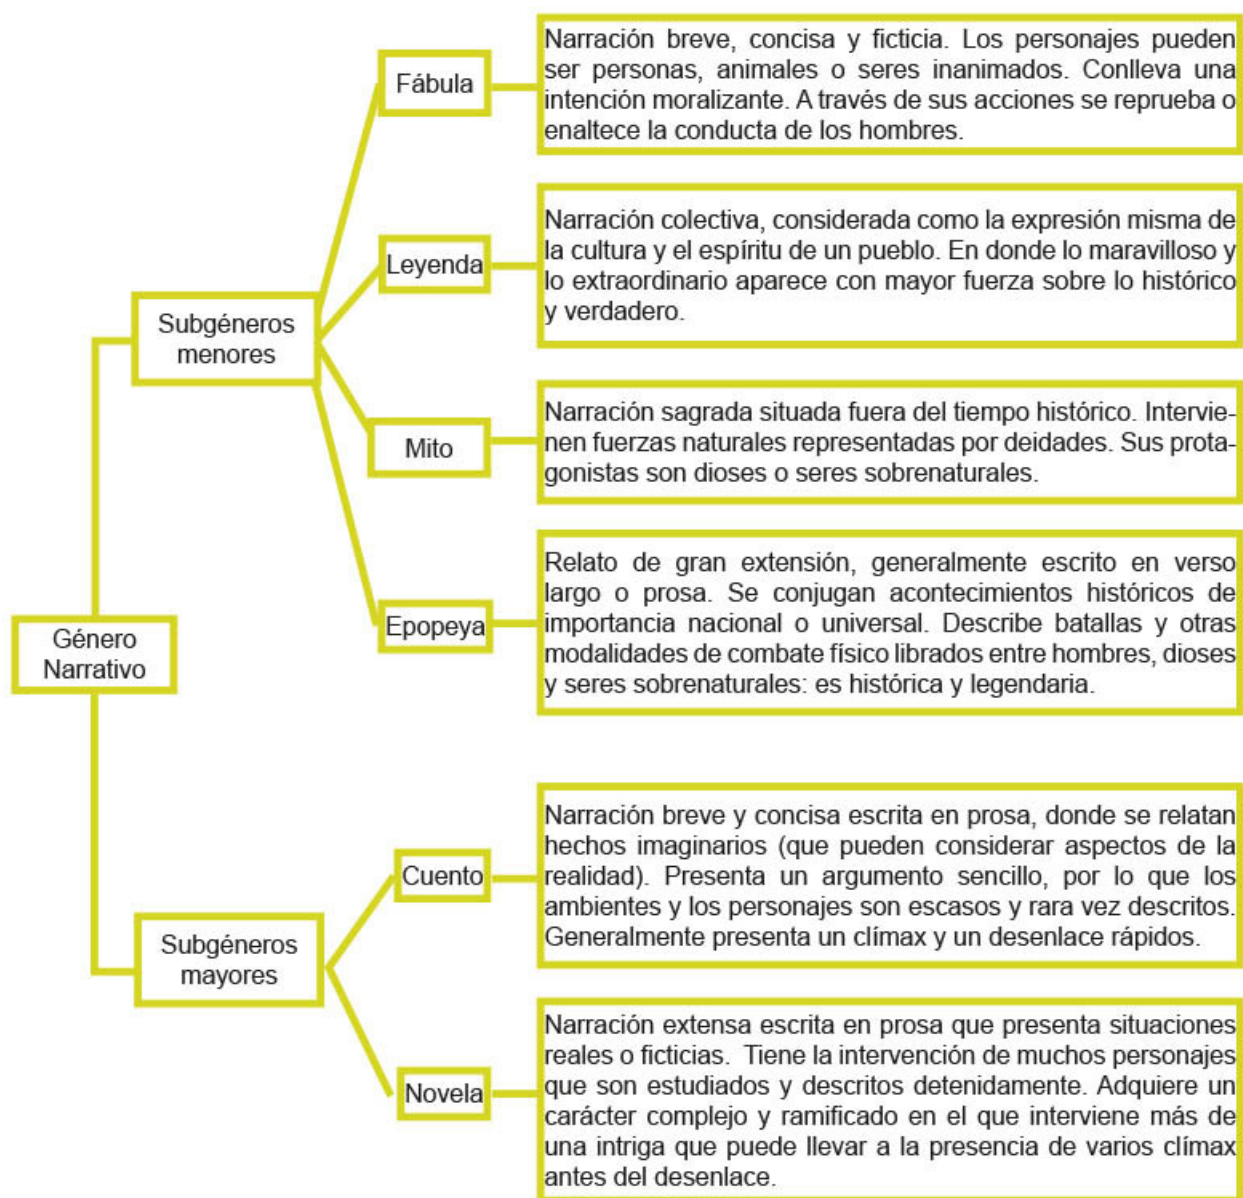 Fábula
Narración breve, concisa y ficticia. Los personajes pueden
ser personas, animales o seres inanimados. Conlleva una
intención moralizante. A través de sus acciones se reprueba o
enaltece la conducta de los hombres.
Leyenda
Narración colectiva, considerada como la expresión misma de
la cultura y el espíritu de un pueblo. En donde lo maravilloso y
lo extraordinario aparece con mayor fuerza sobre lo histórico
y verdadero.
Subgéneros
menores
Mito
Narración sagrada situada fuera del tiempo histórico. Intervie-
nen fuerzas naturales representadas por deidades. Sus prota-
gonistas son dioses o seres sobrenaturales.
Epopeya
Relato de gran extensión, generalmente escrito en verso
largo o prosa. Se conjugan acontecimientos históricos de
importancia nacional o universal. Describe batallas y otras
modalidades de combate físico librados entre hombres, dioses
y seres sobrenaturales: es histórica y legendaria.
Género
Narrativo
Cuento
Narración breve y concisa escrita en prosa, donde se relatan
hechos imaginarios (que pueden considerar aspectos de la
realidad). Presenta un argumento sencillo, por lo que los
ambientes y los personajes son escasos y rara vez descritos.
Generalmente presenta un clímax y un desenlace rápidos.
Subgéneros
mayores
Novela
Narración extensa escrita en prosa que presenta situaciones
reales o ficticias. Tiene la intervención de muchos personajes
que son estudiados y descritos detenidamente. Adquiere un
carácter complejo y ramificado en el que interviene más de
una intriga que puede llevar a la presencia de varios clímax
antes del desenlace.